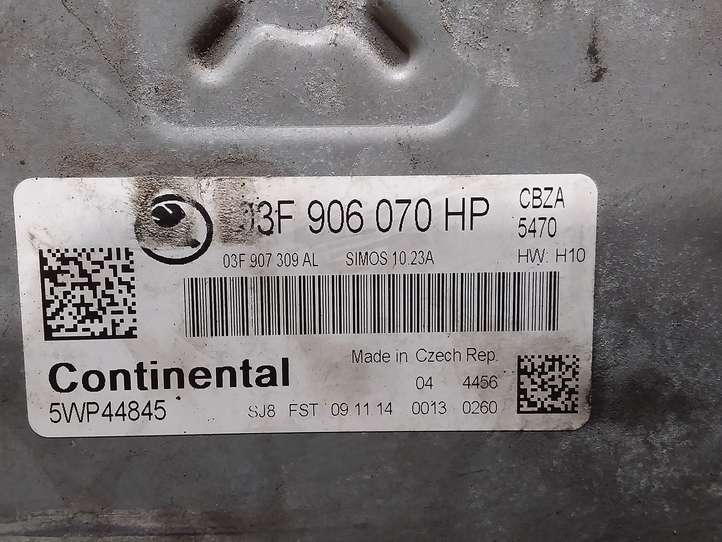 03F 906 070 HP
CBZA
5470
03F 907 309 AL SIMOS 10.23A
HW: H10
Continental
Made in Czech Rep.
04 4456
5WP44845
SJ8 FST 09 11 14 0013 0260